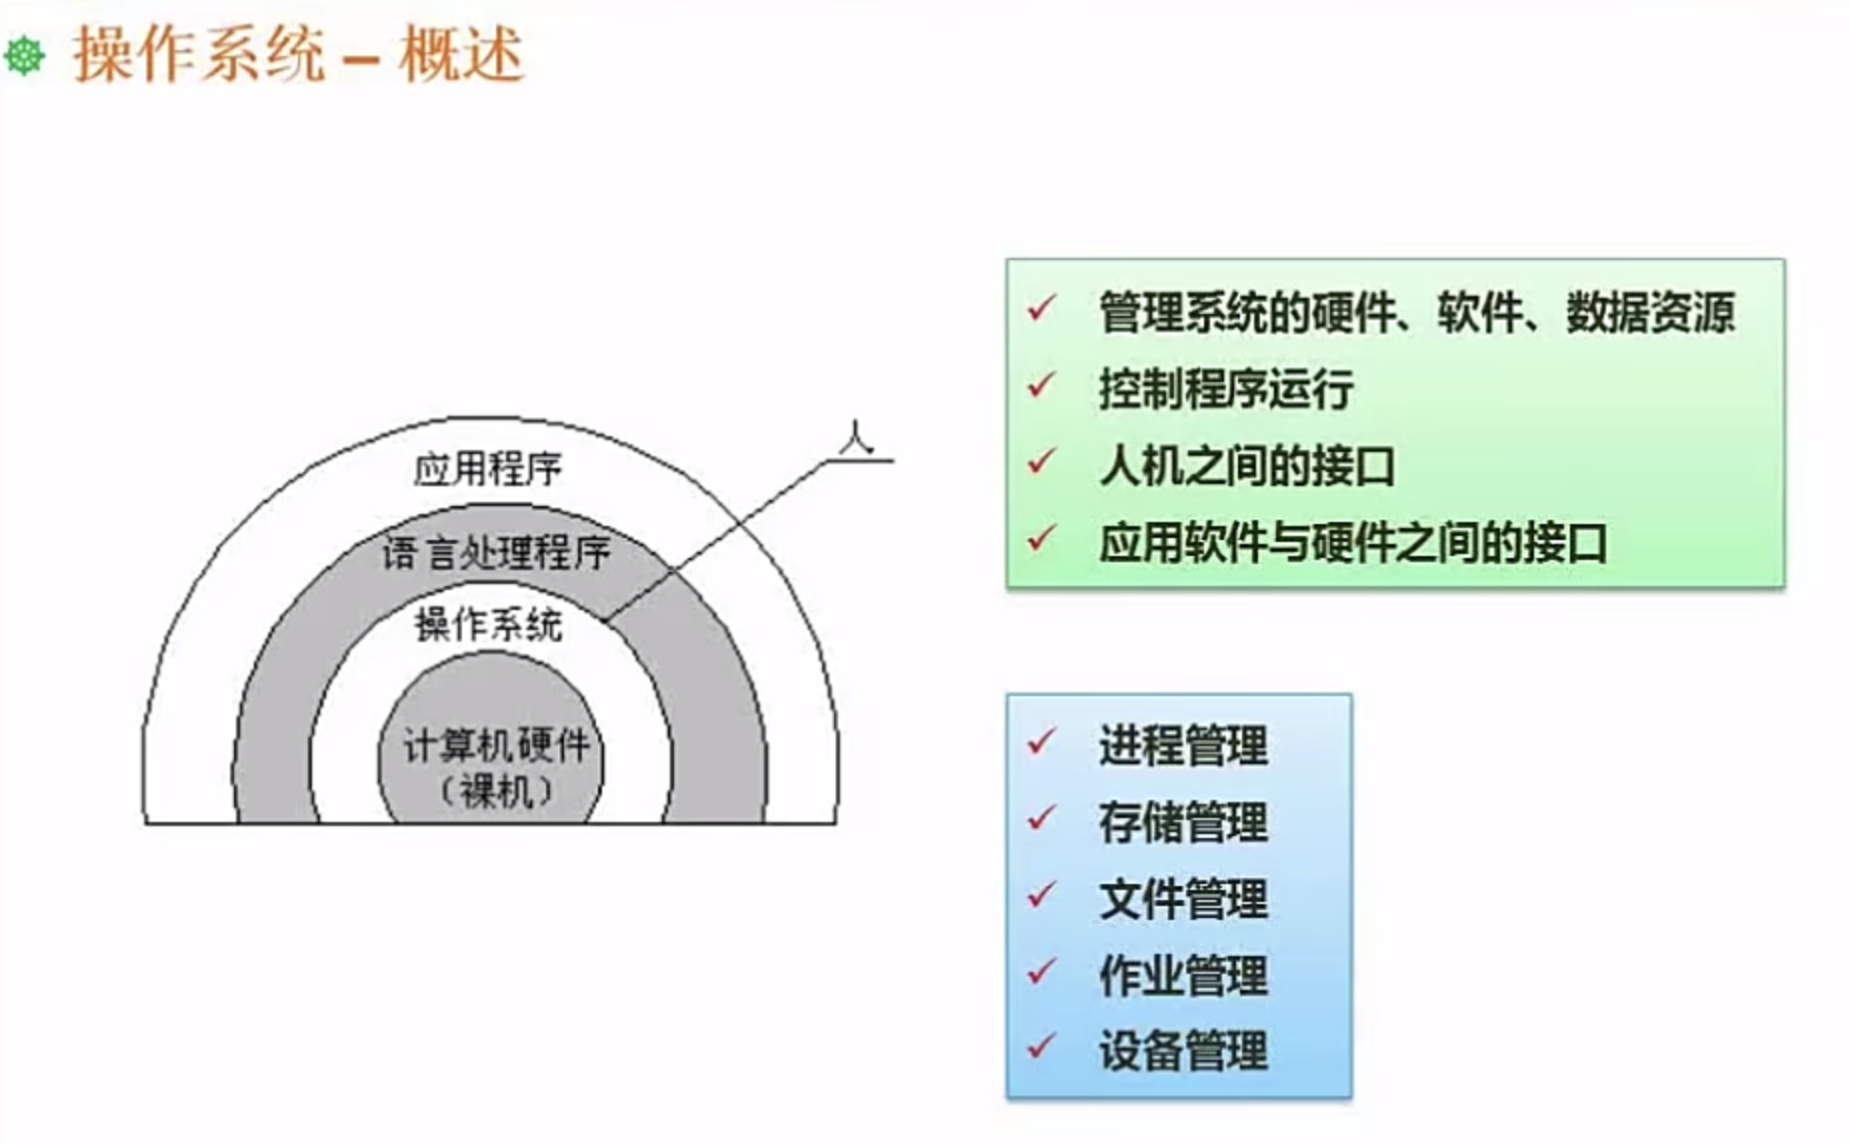 操作系统 – 概述
应用程序
语言处理程序
操作系统
计算机硬件
（裸机）
人
管理系统的硬件、软件、数据资源
控制程序运行
人机之间的接口
应用软件与硬件之间的接口
进程管理
存储管理
文件管理
作业管理
设备管理